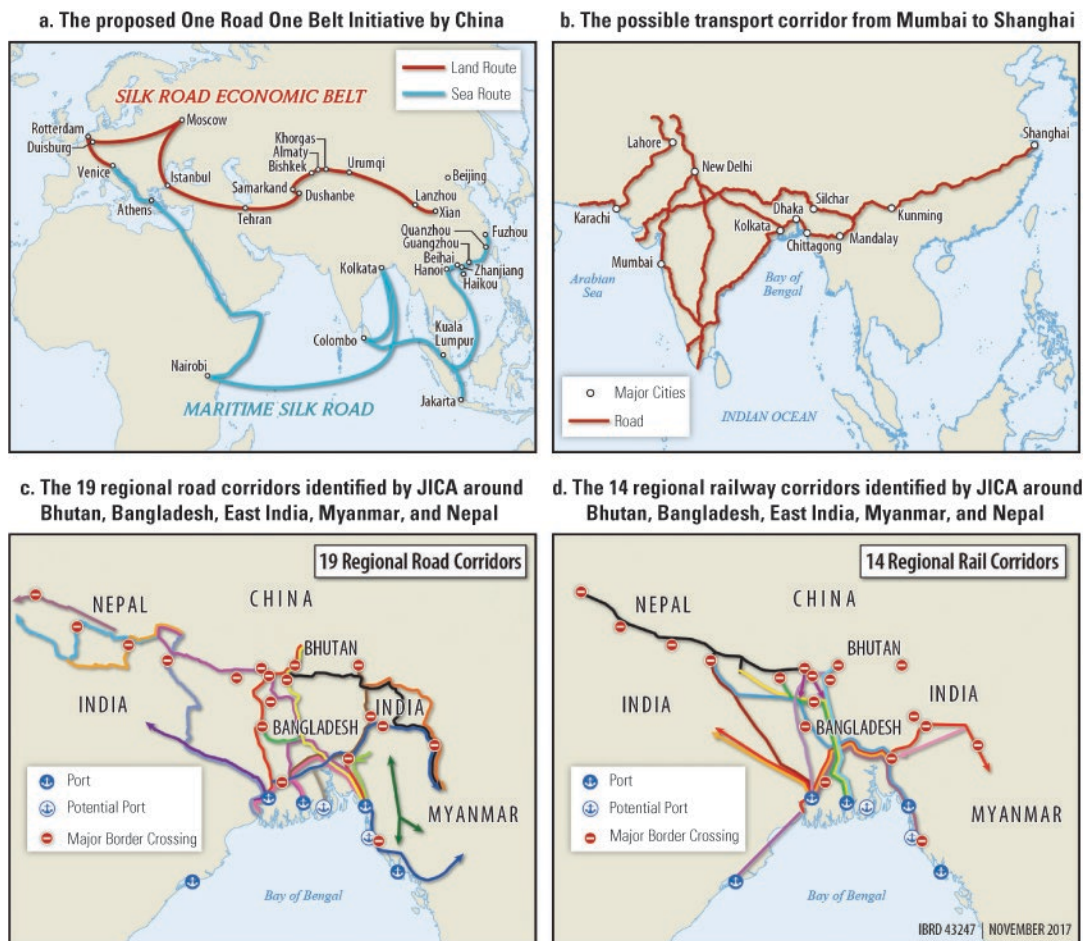 a. The proposed One Road One Belt Initiative by China
Land Route
Sea Route
SILK ROAD ECONOMIC BELT
Moscow
Rotterdam
Duisburg
Venice
Istanbul
Athens
Khorgas
Almaty
Bishkek
Urumqi
Samarkand
Dushanbe
Tehran
Beijing
Lanzhou
Xian
Quanzhou
Fuzhou
Guangzhou
Beihai
Hanoi
Zhanjiang
Haikou
Kolkata
Colombo
Kuala
Lumpur
Nairobi
Jakarta
MARITIME SILK ROAD
b. The possible transport corridor from Mumbai to Shanghai
Shanghai
Lahore
New Delhi
Karachi
Silchar
Dhaka
Kunming
Kolkata
Chittagong
Mandalay
Mumbai
Arabian
Sea
Bay of
Bengal
Major Cities
Road
INDIAN OCEAN
c. The 19 regional road corridors identified by JICA around
Bhutan, Bangladesh, East India, Myanmar, and Nepal
19 Regional Road Corridors
NEPAL
CHINA
BHUTAN
INDIA
INDIA
BANGLADESH
MYANMAR
Port
Potential Port
Major Border Crossing
Bay of Bengal
d. The 14 regional railway corridors identified by JICA around
Bhutan, Bangladesh, East India, Myanmar, and Nepal
14 Regional Rail Corridors
NEPAL
CHINA
BHUTAN
INDIA
INDIA
BANGLADESH
MYANMAR
Port
Potential Port
Major Border Crossing
Bay of Bengal
IBRD 43247 | NOVEMBER 2017